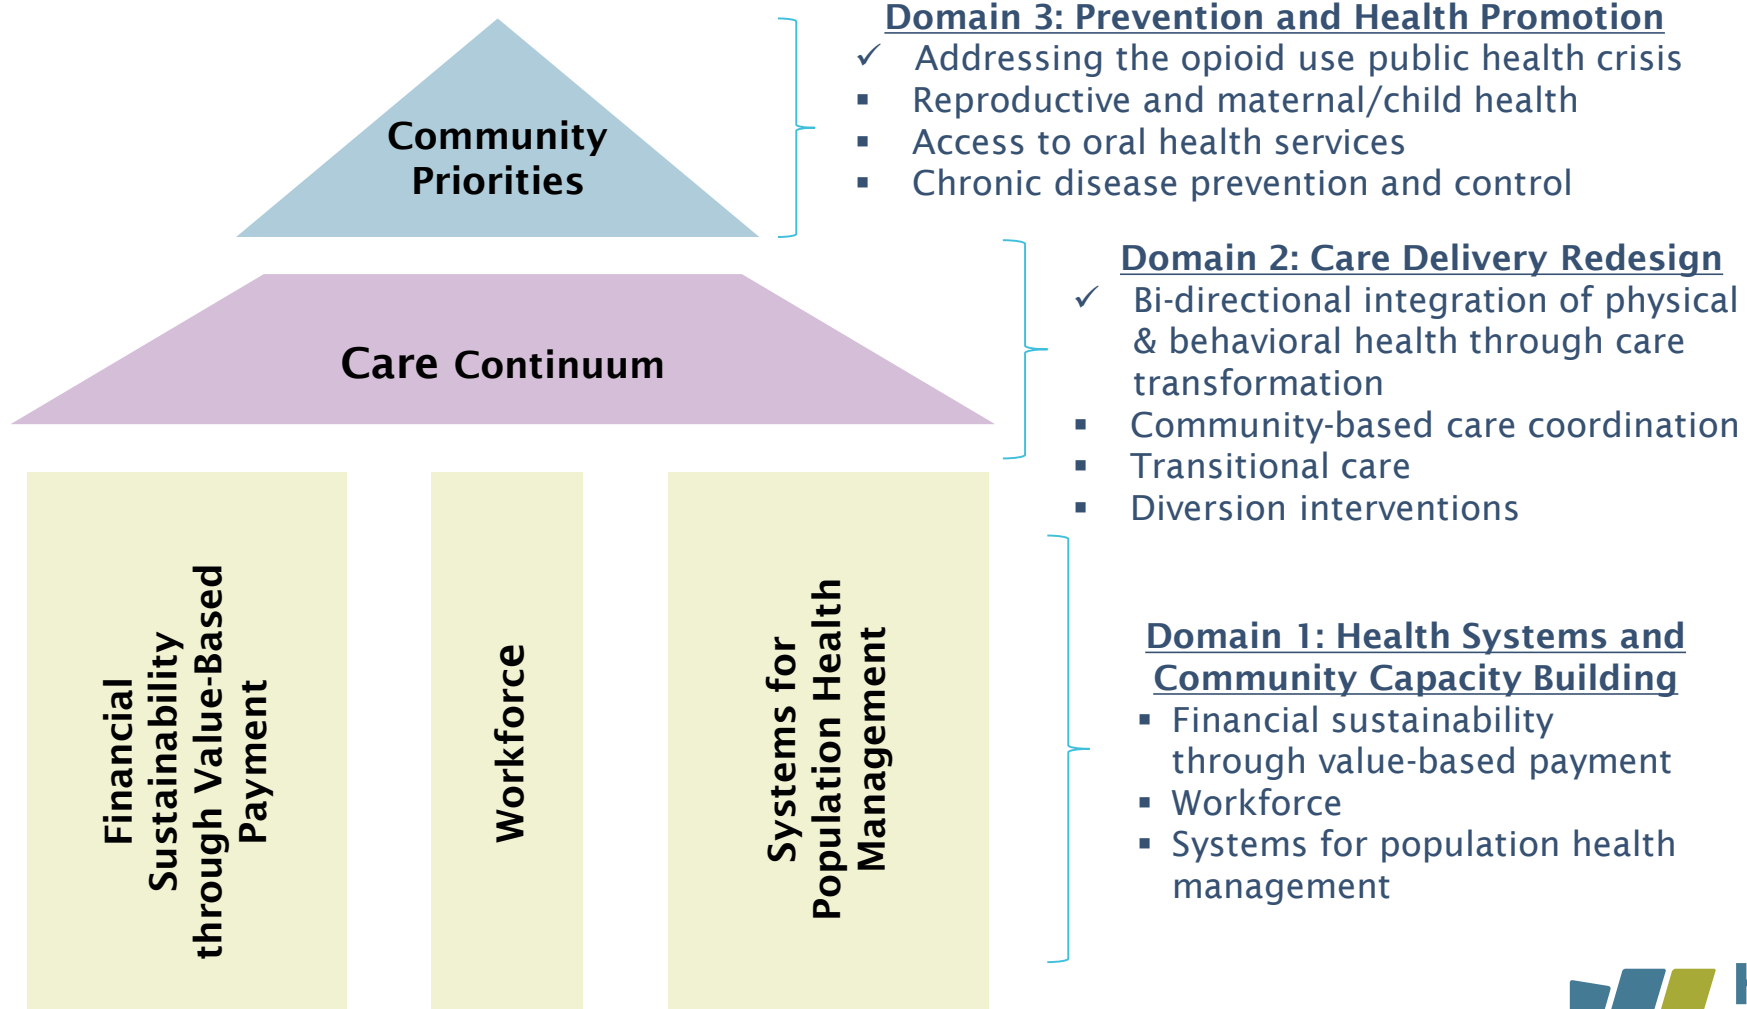 Domain 3: Prevention and Health Promotion
✓ Addressing the opioid use public health crisis
▪ Reproductive and maternal/child health
▪ Access to oral health services
▪ Chronic disease prevention and control
Community
Priorities
Domain 2: Care Delivery Redesign
✓ Bi-directional integration of physical
& behavioral health through care
transformation
▪ Community-based care coordination
▪ Transitional care
▪ Diversion interventions
Care Continuum
Financial
Sustainability
through Value-Based
Payment
Workforce
Systems for
Population Health
Management
Domain 1: Health Systems and
Community Capacity Building
▪ Financial sustainability
through value-based payment
▪ Workforce
▪ Systems for population health
management